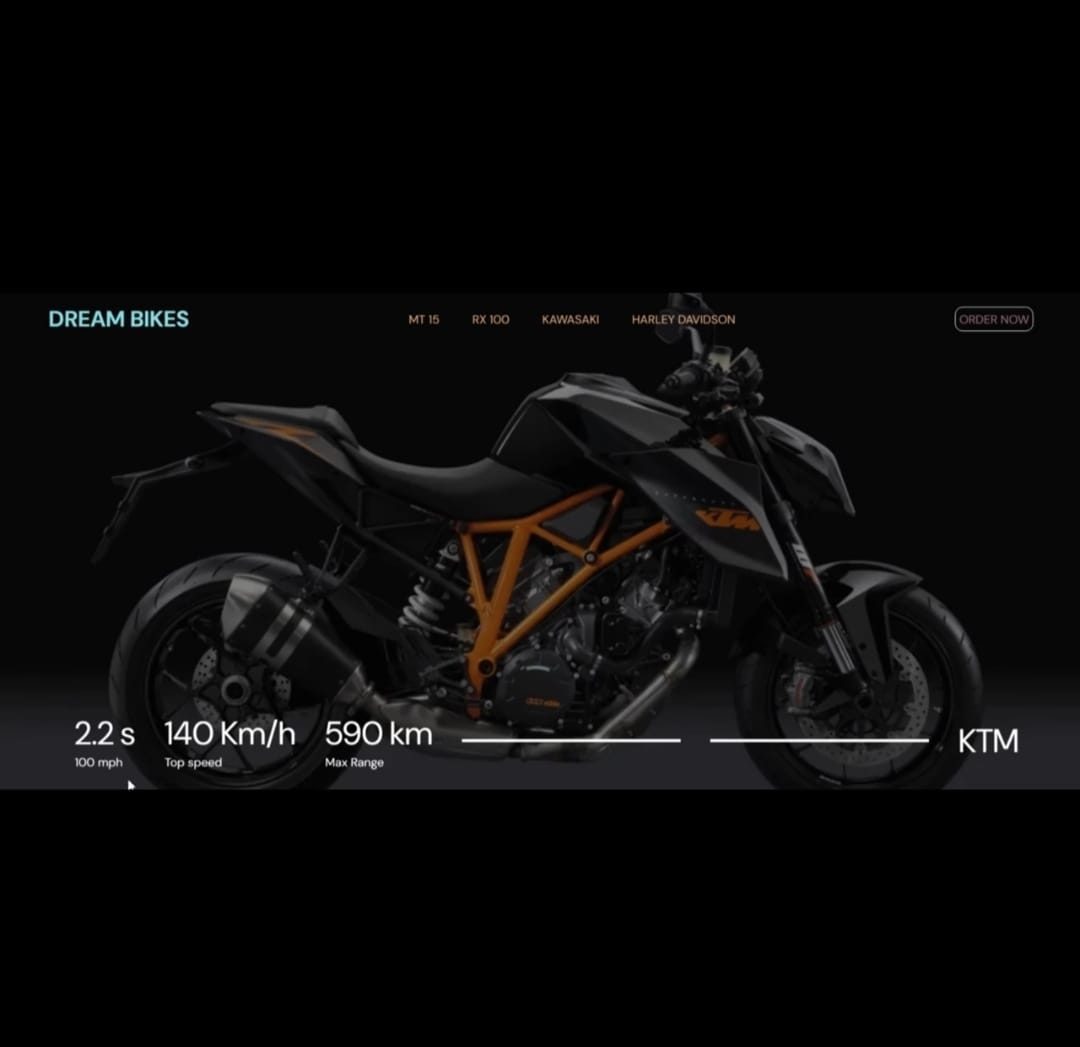 DREAM BIKES
MT 15 RX 100 KAWASAKI HARLEY DAVIDSON
ORDER NOW
KTM
2.2 s 140 Km/h 590 km
100 mph Top speed Max Range
KTM